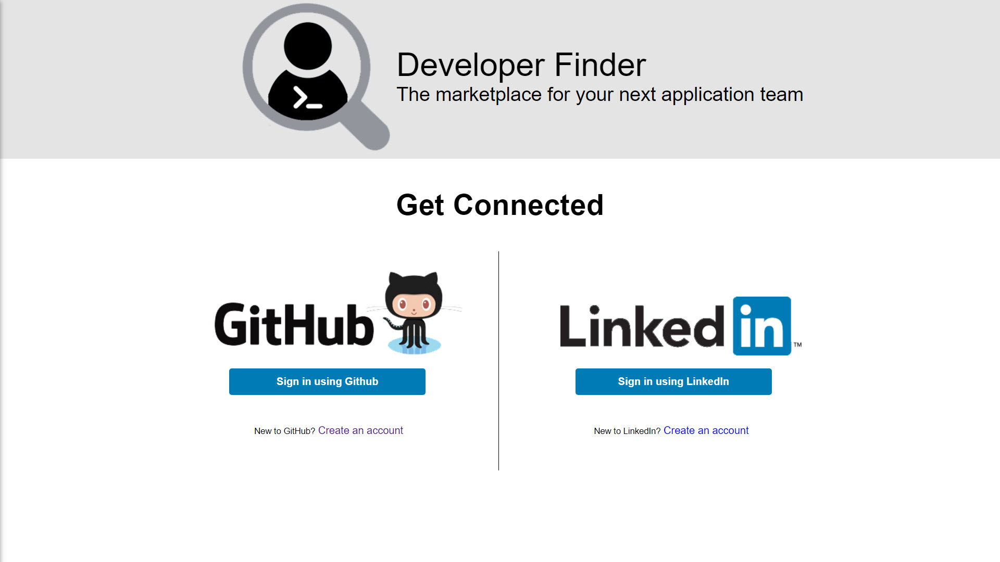 Developer Finder
The marketplace for your next application team
Get Connected
GitHub
Sign in using Github
New to GitHub? Create an account
Linked in ™
Sign in using LinkedIn
New to LinkedIn? Create an account